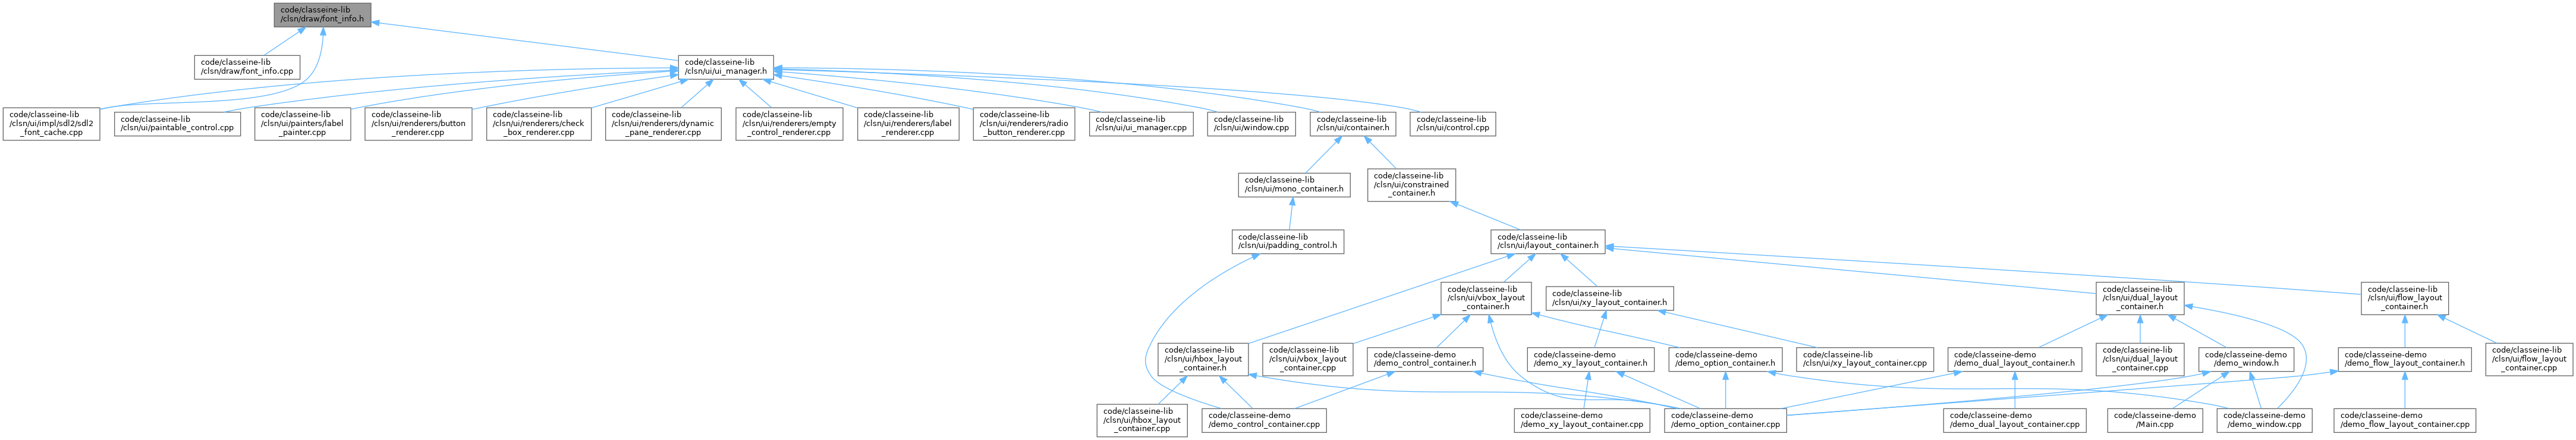 code/classeine-lib
/clsn/draw/font_info.h
code/classeine-lib
/clsn/draw/font_info.cpp
code/classeine-lib
/clsn/ui/ui_manager.h
code/classeine-lib
/clsn/ui/impl/sdl2/sdl2
_font_cache.cpp
code/classeine-lib
/clsn/ui/paintable_control.cpp
code/classeine-lib
/clsn/ui/painters/label
_painter.cpp
code/classeine-lib
/clsn/ui/renderers/button
_renderer.cpp
code/classeine-lib
/clsn/ui/renderers/check
_box_renderer.cpp
code/classeine-lib
/clsn/ui/renderers/dynamic
_pane_renderer.cpp
code/classeine-lib
/clsn/ui/renderers/empty
_control_renderer.cpp
code/classeine-lib
/clsn/ui/renderers/label
_renderer.cpp
code/classeine-lib
/clsn/ui/renderers/radio
_button_renderer.cpp
code/classeine-lib
/clsn/ui/ui_manager.cpp
code/classeine-lib
/clsn/ui/window.cpp
code/classeine-lib
/clsn/ui/container.h
code/classeine-lib
/clsn/ui/control.cpp
code/classeine-lib
/clsn/ui/mono_container.h
code/classeine-lib
/clsn/ui/constrained
_container.h
code/classeine-lib
/clsn/ui/padding_control.h
code/classeine-lib
/clsn/ui/layout_container.h
code/classeine-lib
/clsn/ui/vbox_layout
_container.h
code/classeine-lib
/clsn/ui/xy_layout_container.h
code/classeine-lib
/clsn/ui/dual_layout
_container.h
code/classeine-lib
/clsn/ui/flow_layout
_container.h
code/classeine-lib
/clsn/ui/hbox_layout
_container.h
code/classeine-lib
/clsn/ui/vbox_layout
_container.cpp
code/classeine-demo
/demo_control_container.h
code/classeine-demo
/demo_xy_layout_container.h
code/classeine-demo
/demo_option_container.h
code/classeine-lib
/clsn/ui/xy_layout_container.cpp
code/classeine-demo
/demo_dual_layout_container.h
code/classeine-lib
/clsn/ui/dual_layout
_container.cpp
code/classeine-demo
/demo_window.h
code/classeine-demo
/demo_flow_layout_container.h
code/classeine-lib
/clsn/ui/flow_layout
_container.cpp
code/classeine-lib
/clsn/ui/hbox_layout
_container.cpp
code/classeine-demo
/demo_control_container.cpp
code/classeine-demo
/demo_xy_layout_container.cpp
code/classeine-demo
/demo_option_container.cpp
code/classeine-demo
/demo_dual_layout_container.cpp
code/classeine-demo
/Main.cpp
code/classeine-demo
/demo_window.cpp
code/classeine-demo
/demo_flow_layout_container.cpp